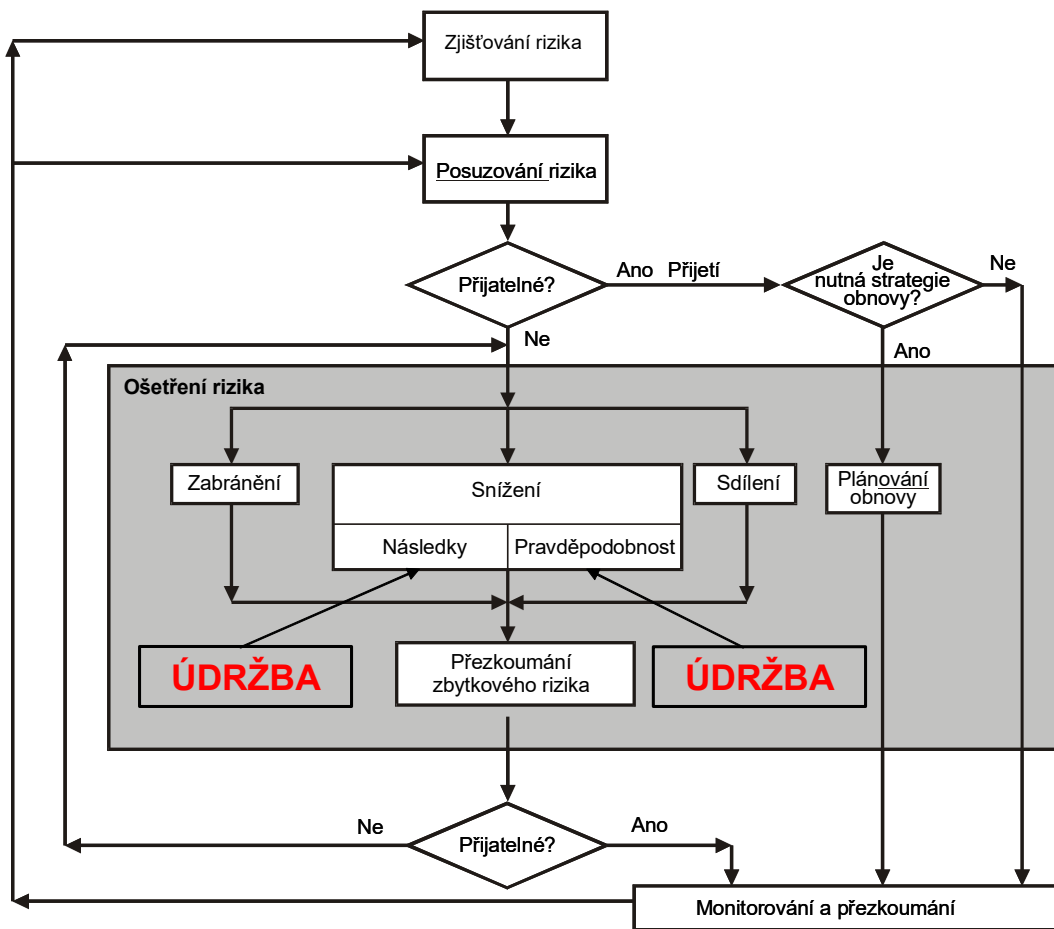 Zjišťování rizika
Posuzování rizika
Přijatelné?
Ano Přijetí
Je
nutná strategie
obnovy?
Ne
Ne
Ano
Ošetření rizika
Zabránění
Snížení
Sdílení
Plánování
obnovy
Následky
Pravděpodobnost
ÚDRŽBA
Přezkoumání
zbytkového rizika
ÚDRŽBA
Ne
Přijatelné?
Ano
Monitorování a přezkoumání